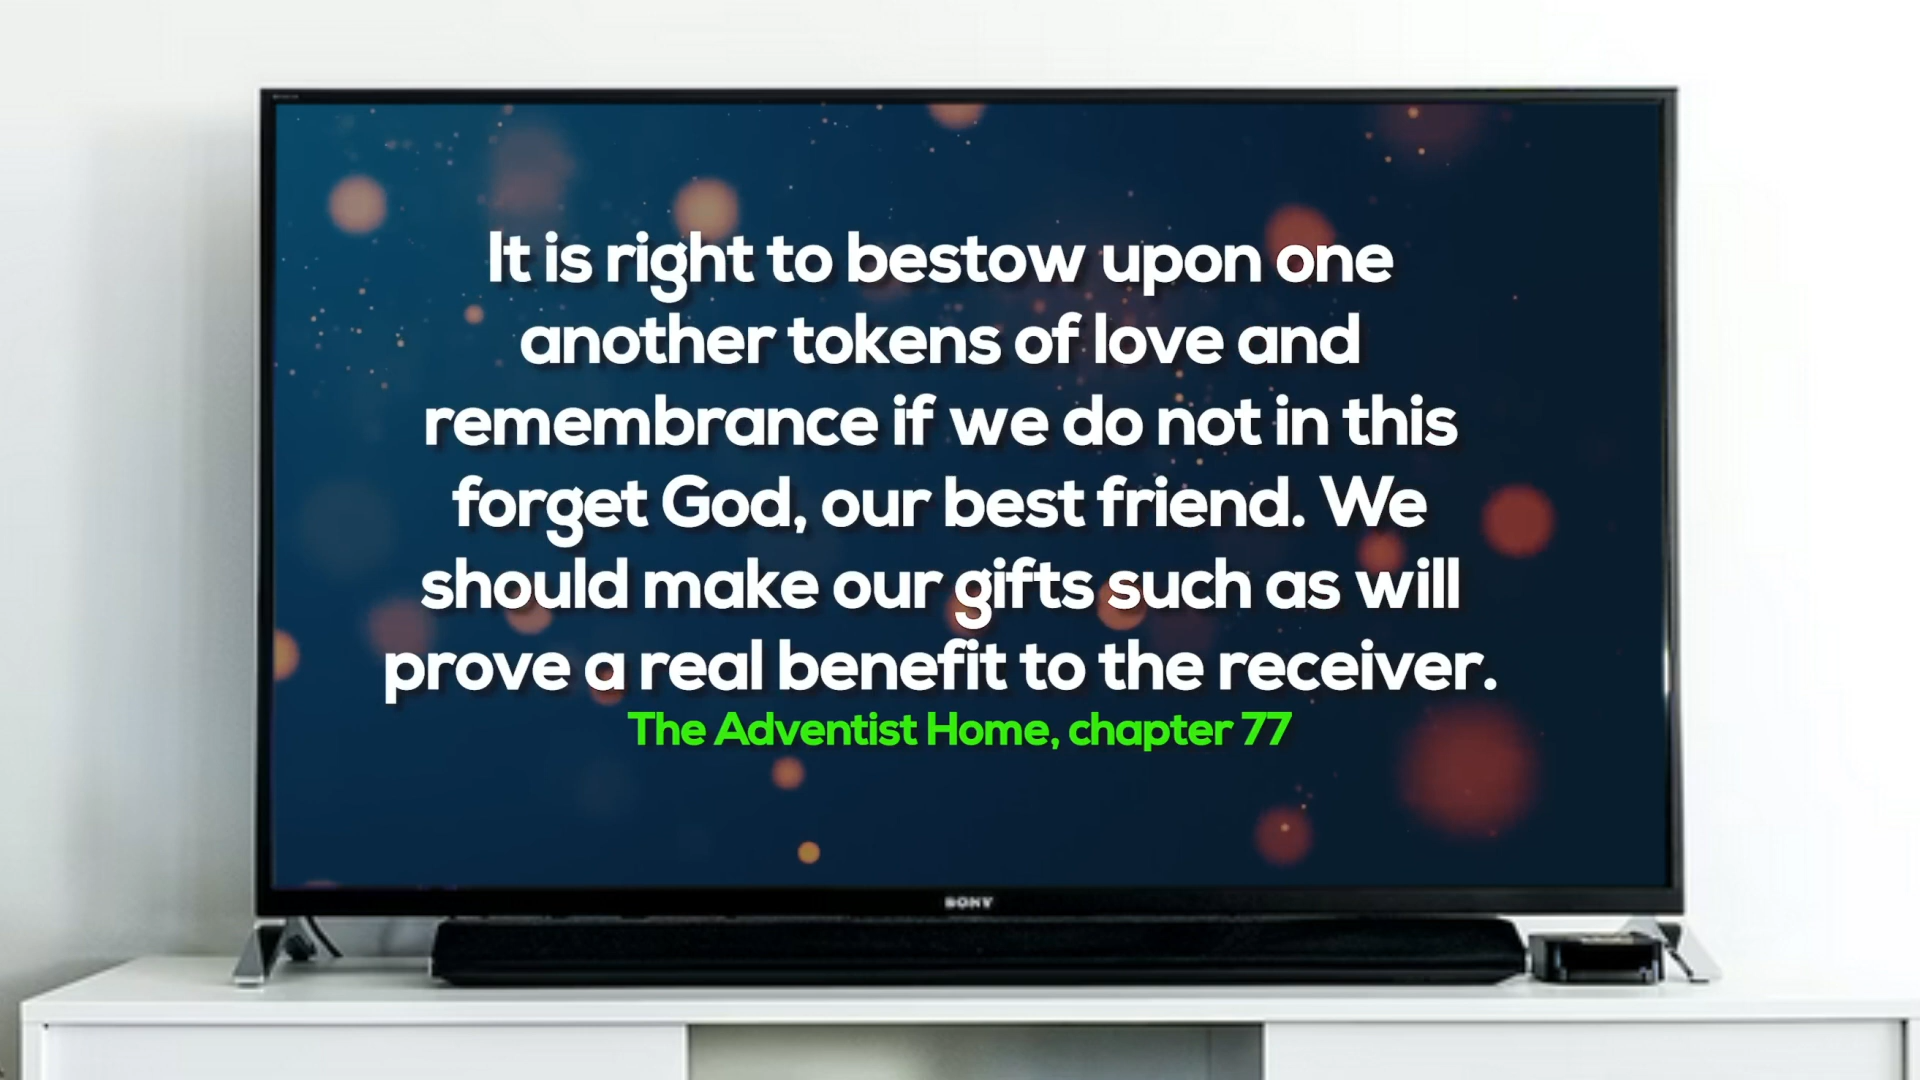 It is right to bestow upon one
another tokens of love and
remembrance if we do not in this
forget God, our best friend. We
should make our gifts such as will
prove a real benefit to the receiver.
The Adventist Home, chapter 77
SONY